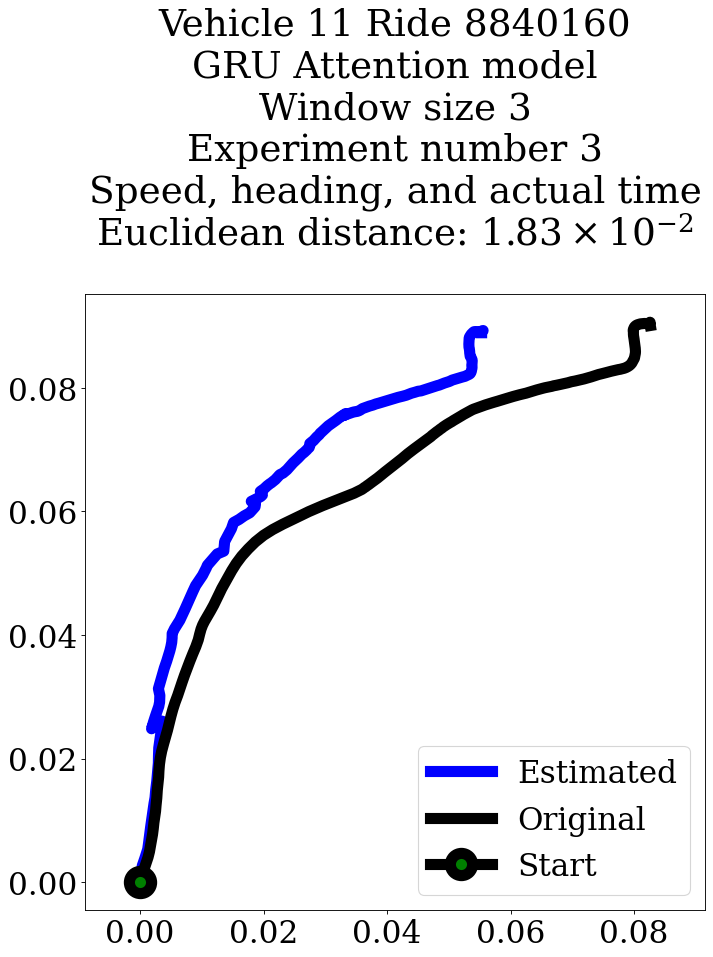 Vehicle 11 Ride 8840160
GRU Attention model
Window size 3
Experiment number 3
Speed, heading, and actual time
Euclidean distance: 1.83 × 10⁻²
0.08
0.06
0.04
0.02
0.00
Estimated
Original
Start
0.00 0.02 0.04 0.06 0.08